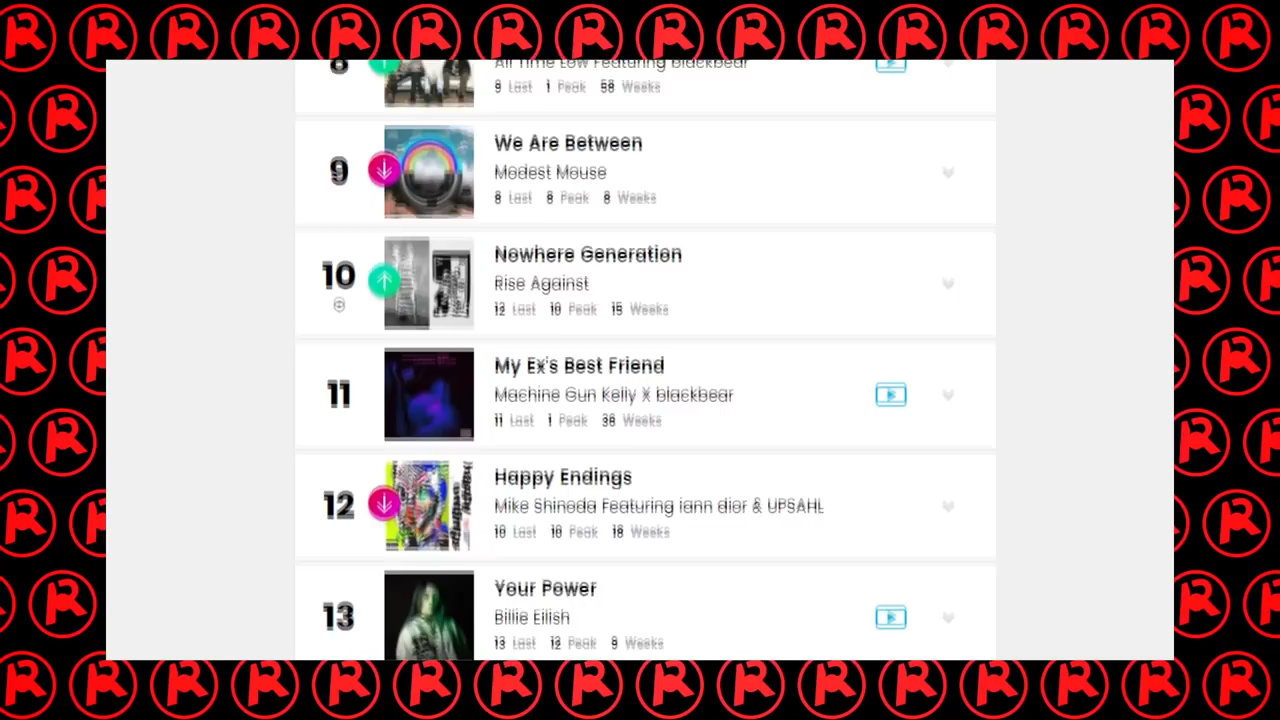 8
All Time Low Featuring blackbear
9 Last 1 Peak 58 Weeks
9
We Are Between
Modest Mouse
8 Last 8 Peak 8 Weeks
10
Nowhere Generation
Rise Against
12 Last 10 Peak 15 Weeks
11
My Ex's Best Friend
Machine Gun Kelly X blackbear
11 Last 1 Peak 38 Weeks
12
Happy Endings
Mike Shinoda Featuring iann dior & UPSAHL
10 Last 10 Peak 18 Weeks
13
Your Power
Billie Eilish
13 Last 12 Peak 9 Weeks